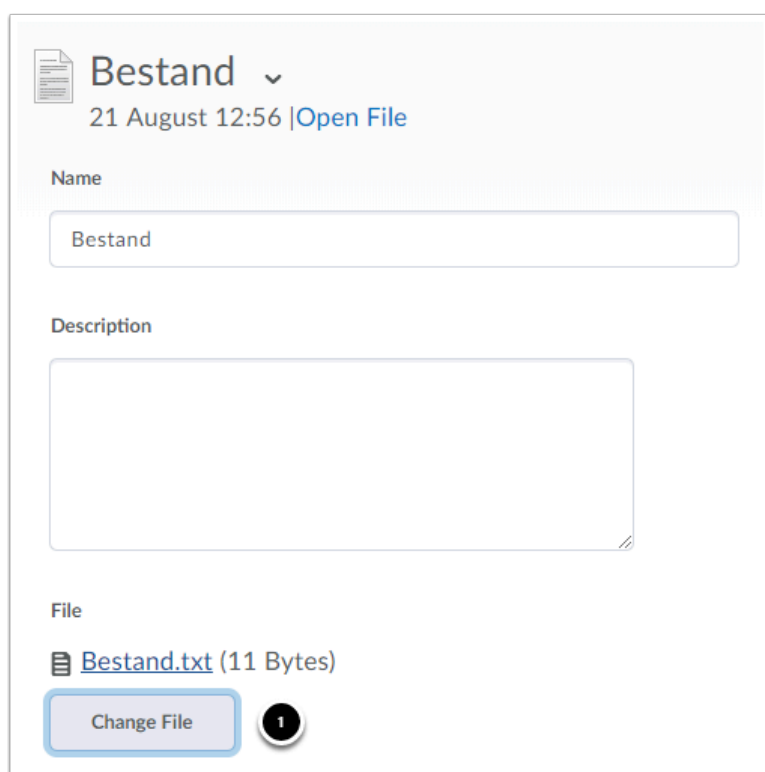 Bestand
21 August 12:56 |Open File
Name
Bestand
Description
File
Bestand.txt (11 Bytes)
Change File 1